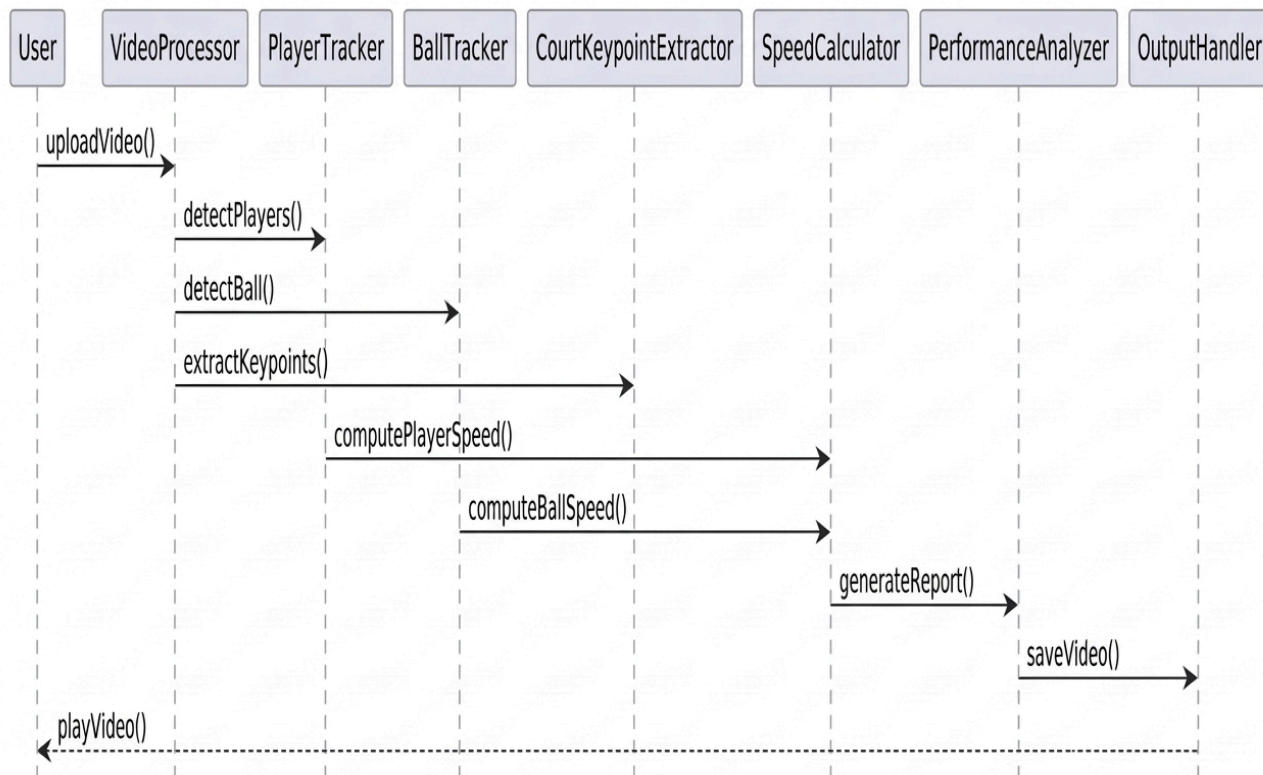 User VideoProcessor PlayerTracker BallTracker CourtKeypointExtractor SpeedCalculator PerformanceAnalyzer OutputHandler
uploadVideo()
detectPlayers()
detectBall()
extractKeypoints()
computePlayerSpeed()
computeBallSpeed()
generateReport()
saveVideo()
playVideo()